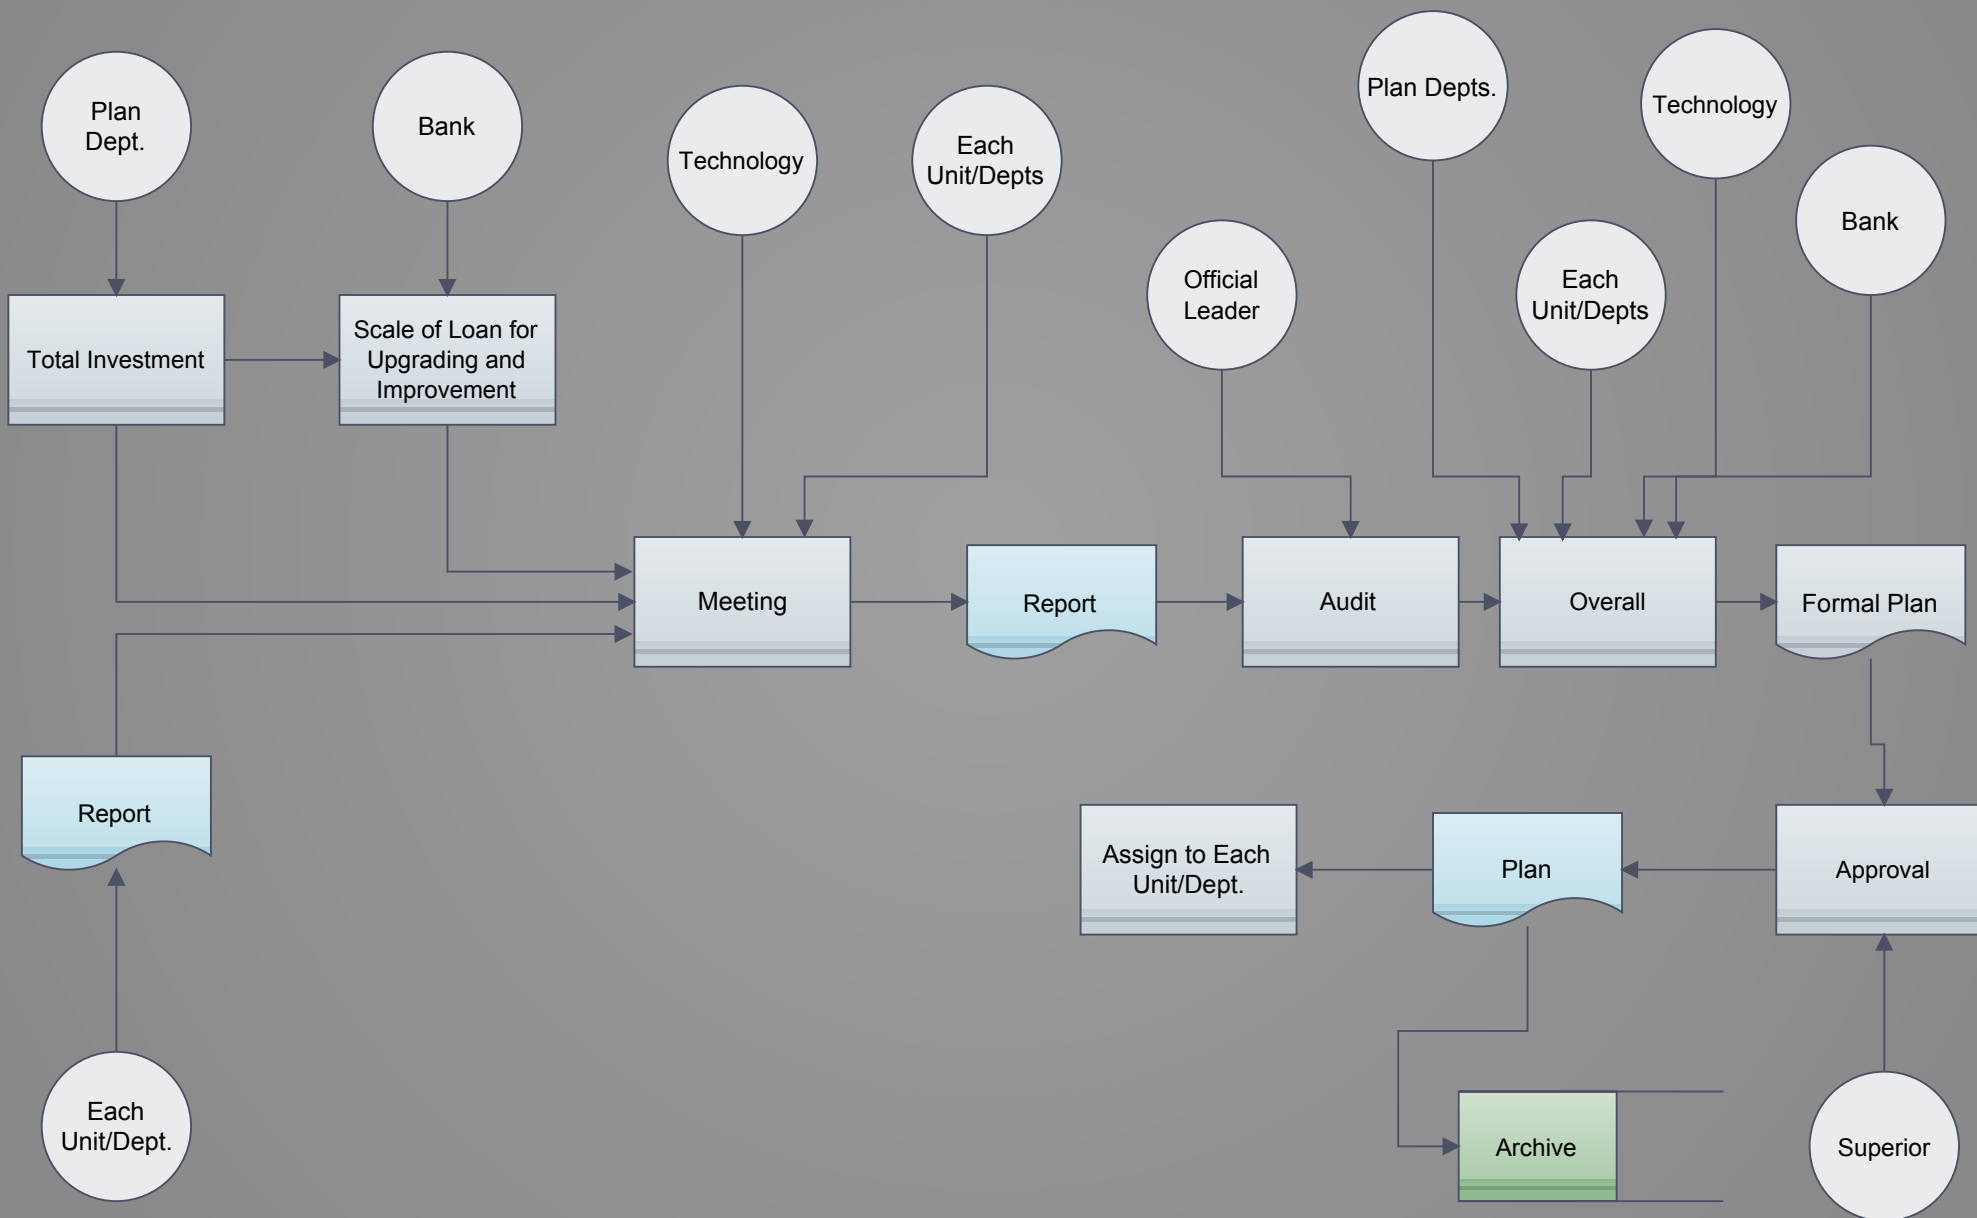 Plan
Dept.
Bank
Technology
Each
Unit/Depts
Plan Depts.
Technology
Bank
Official
Leader
Each
Unit/Depts
Total Investment
Scale of Loan for
Upgrading and
Improvement
Meeting
Report
Audit
Overall
Formal Plan
Report
Assign to Each
Unit/Dept.
Plan
Approval
Each
Unit/Dept.
Archive
Superior